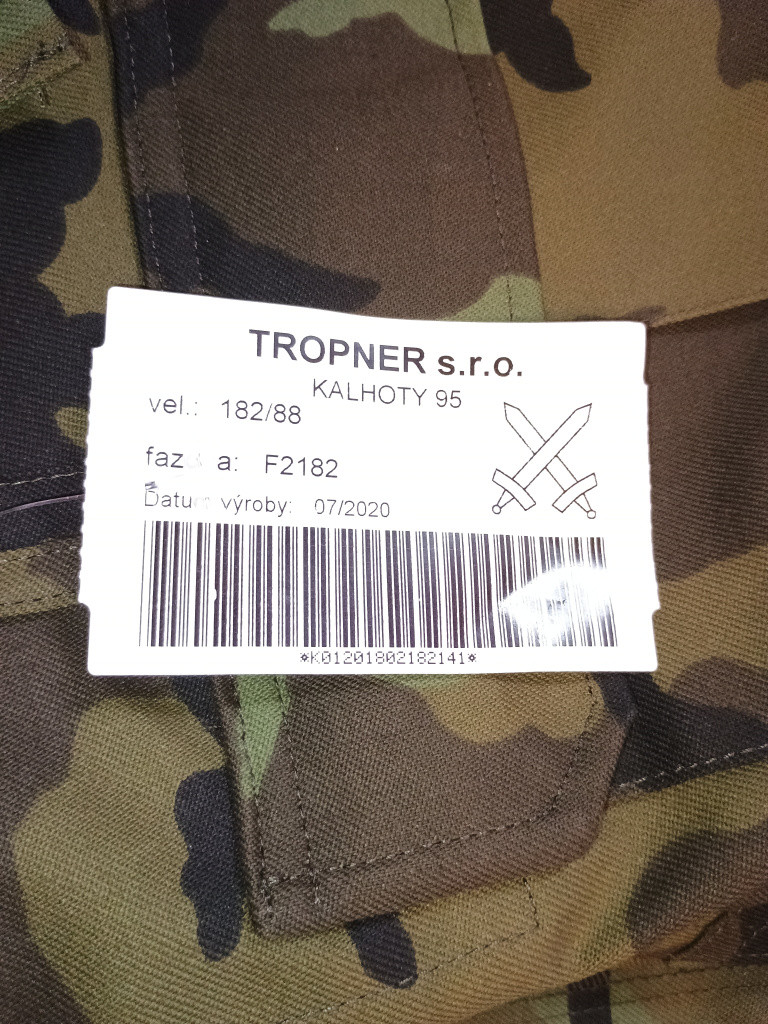 TROPNER s.r.o.
KALHOTY 95
vel.: 182/88
a: F2182
výroby: 07/2020
*K01201802182141*